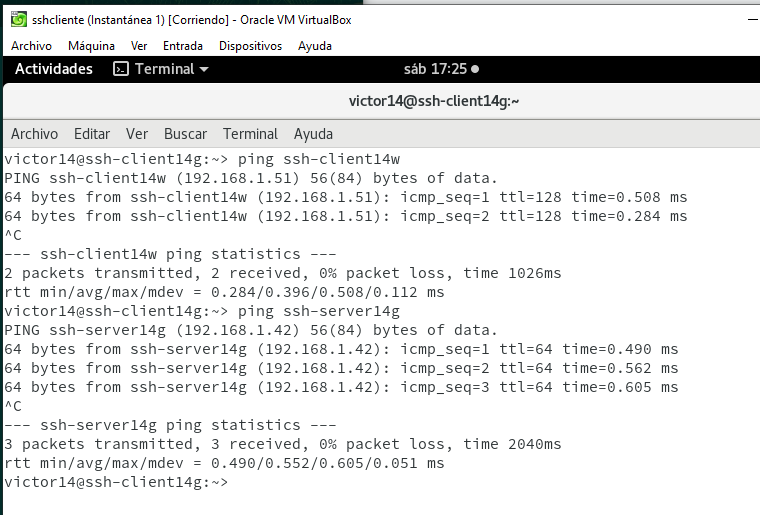 sshcliente (Instantánea 1) [Corriendo] - Oracle VM VirtualBox
Archivo Máquina Ver Entrada Dispositivos Ayuda
Actividades Terminal sáb 17:25
victor14@ssh-client14g:~
Archivo Editar Ver Buscar Terminal Ayuda
victor14@ssh-client14g:~> ping ssh-client14w
PING ssh-client14w (192.168.1.51) 56(84) bytes of data.
64 bytes from ssh-client14w (192.168.1.51): icmp_seq=1 ttl=128 time=0.508 ms
64 bytes from ssh-client14w (192.168.1.51): icmp_seq=2 ttl=128 time=0.284 ms
^C
--- ssh-client14w ping statistics ---
2 packets transmitted, 2 received, 0% packet loss, time 1026ms
rtt min/avg/max/mdev = 0.284/0.396/0.508/0.112 ms
victor14@ssh-client14g:~> ping ssh-server14g
PING ssh-server14g (192.168.1.42) 56(84) bytes of data.
64 bytes from ssh-server14g (192.168.1.42): icmp_seq=1 ttl=64 time=0.490 ms
64 bytes from ssh-server14g (192.168.1.42): icmp_seq=2 ttl=64 time=0.562 ms
64 bytes from ssh-server14g (192.168.1.42): icmp_seq=3 ttl=64 time=0.605 ms
^C
--- ssh-server14g ping statistics ---
3 packets transmitted, 3 received, 0% packet loss, time 2040ms
rtt min/avg/max/mdev = 0.490/0.552/0.605/0.051 ms
victor14@ssh-client14g:~>